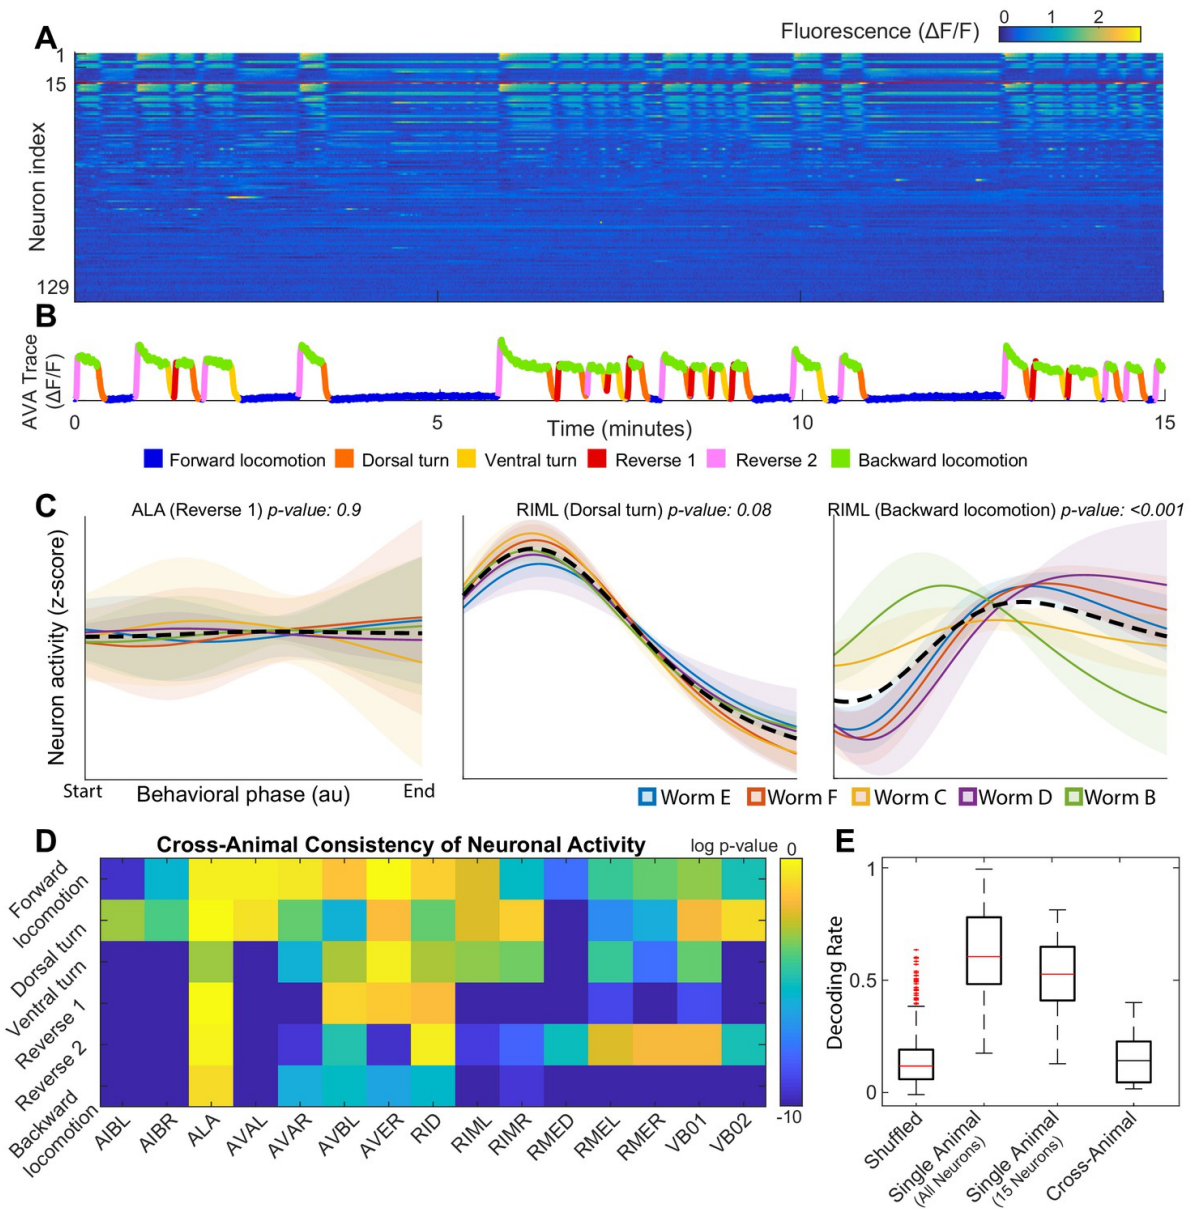 Fluorescence (ΔF/F)
0 1 2
A
1
15
Neuron index
129
B
AVA Trace
(ΔF/F)
0 5 10 15
Time (minutes)
Forward locomotion Dorsal turn Ventral turn Reverse 1 Reverse 2 Backward locomotion
C
ALA (Reverse 1) p-value: 0.9
RIML (Dorsal turn) p-value: 0.08
RIML (Backward locomotion) p-value: <0.001
Neuron activity (z-score)
Start Behavioral phase (au) End
Worm E Worm F Worm C Worm D Worm B
D
Cross-Animal Consistency of Neuronal Activity
log p-value 0
-10
Forward
locomotion
Dorsal turn
Ventral turn
Reverse 1
Reverse 2
Backward
locomotion
AIBL AIBR ALA AVAL AVAR AVBL AVER RID RIML RIMR RMED RMEL RMER VB01 VB02
E
Decoding Rate
1
0.5
0
Shuffled
Single Animal
(All Neurons)
Single Animal
(15 Neurons)
Cross-Animal